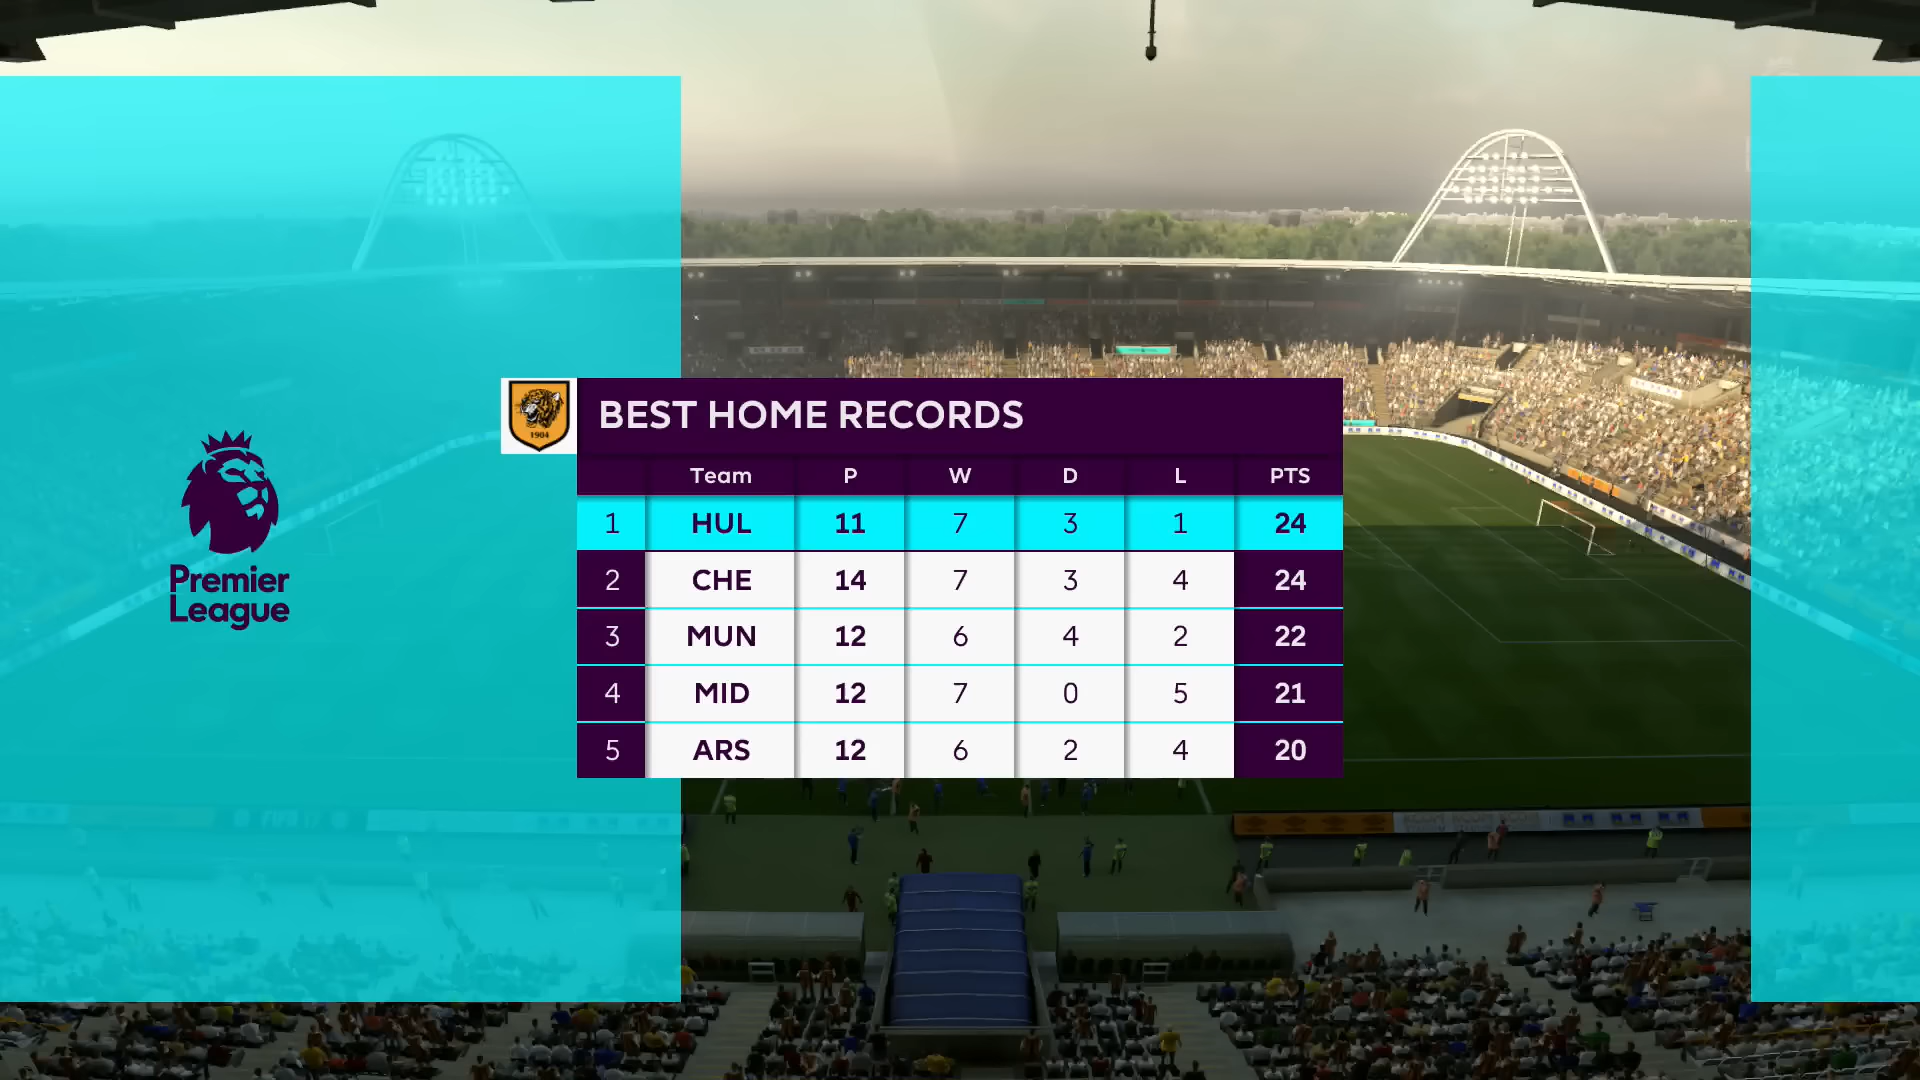 BEST HOME RECORDS
1904
Team P W D L PTS
1 HUL 11 7 3 1 24
2 CHE 14 7 3 4 24
3 MUN 12 6 4 2 22
4 MID 12 7 0 5 21
5 ARS 12 6 2 4 20
Premier
League